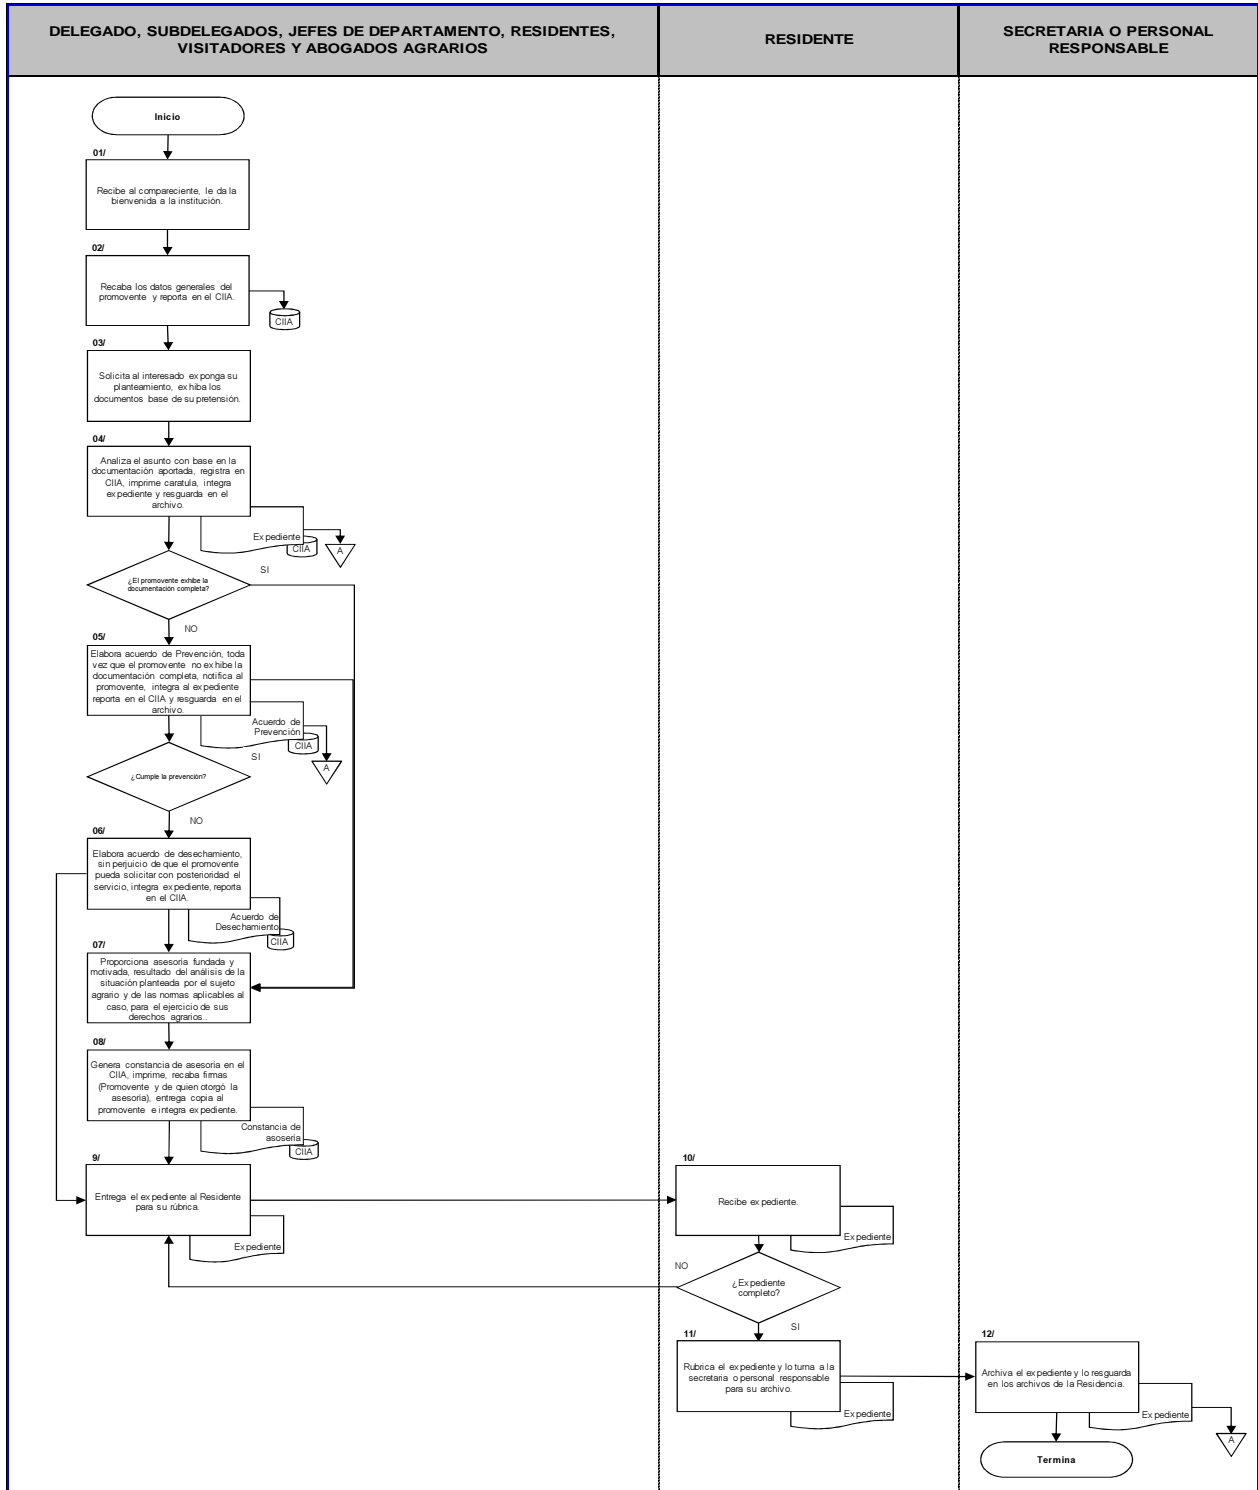 DELEGADO, SUBDELEGADOS, JEFES DE DEPARTAMENTO, RESIDENTES,
VISITADORES Y ABOGADOS AGRARIOS
RESIDENTE
SECRETARIA O PERSONAL
RESPONSABLE
Inicio
01/
Recibe al compareciente, le da la
bienvenida a la institución.
02/
Recaba los datos generales del
promovente y reporta en el CIIA.
CIIA
03/
Solicita al interesado exponga su
planteamiento, exhiba los
documentos base de su pretensión.
04/
Analiza el asunto con base en la
documentación aportada, registra en
CIIA, imprime caratula, integra
expediente y resguarda en el
archivo.
Expediente
CIIA
A
¿El promovente exhibe la
documentación completa?
SI
NO
05/
Elabora acuerdo de Prevención, toda
vez que el promovente no exhibe la
documentación completa, notifica al
promovente, integra al expediente
reporta en el CIIA y resguarda en el
archivo.
Acuerdo de
Prevención
CIIA
A
SI
¿Cumple la prevención?
NO
06/
Elabora acuerdo de desechamiento,
sin perjuicio de que el promovente
pueda solicitar con posterioridad el
servicio, integra expediente, reporta
en el CIIA.
Acuerdo de
Desechamiento
CIIA
07/
Proporciona asesoría fundada y
motivada, resultado del análisis de la
situación planteada por el sujeto
agrario y de las normas aplicables al
caso, para el ejercicio de sus
derechos agrarios..
08/
Genera constancia de asesoría en el
CIIA, imprime, recaba firmas
(Promovente y de quien otorgó la
asesoría), entrega copia al
promovente e integra expediente.
Constancia de
asosería
CIIA
9/
Entrega el expediente al Residente
para su rúbrica.
Expediente
10/
Recibe expediente.
Expediente
NO
¿Expediente
completo?
SI
11/
Rubrica el expediente y lo turna a la
secretaria o personal responsable
para su archivo.
Expediente
12/
Archiva el expediente y lo resguarda
en los archivos de la Residencia.
Expediente
A
Termina